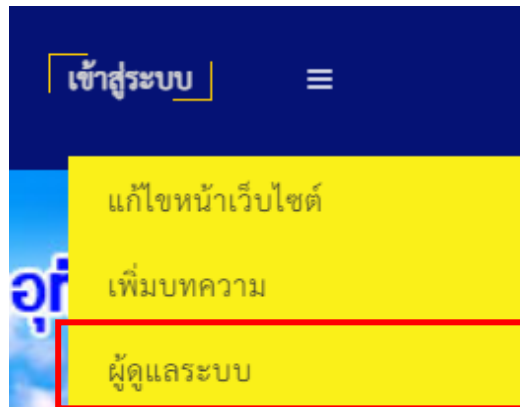 เข้าสู่ระบบ
แก้ไขหน้าเว็บไซต์
เพิ่มบทความ
ผู้ดูแลระบบ